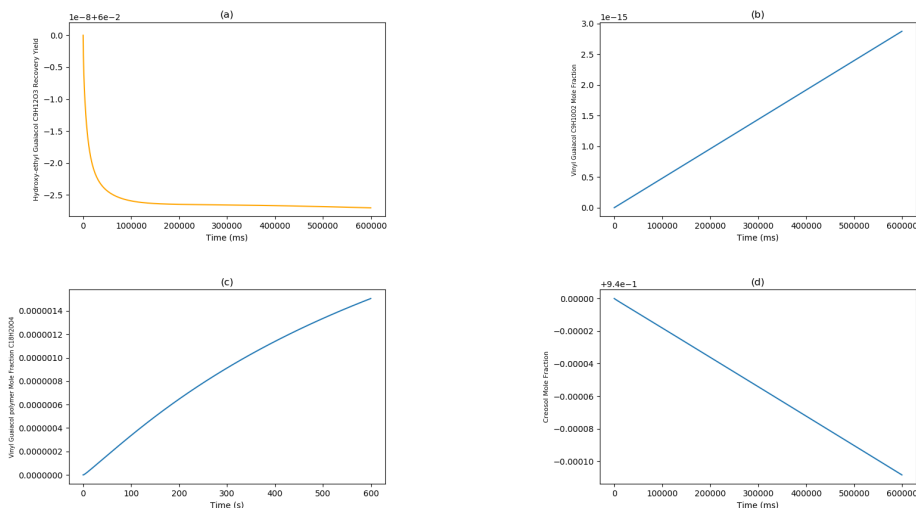 (a)
1e-8+6e-2
0.0
−0.5
−1.0
−1.5
−2.0
−2.5
Hydroxy-ethyl Guaiacol C9H12O3 Recovery Yield
0 100000 200000 300000 400000 500000 600000
Time (ms)
(b)
1e-15
3.0
2.5
2.0
1.5
1.0
0.5
0.0
Vinyl Guaiacol C9H10O2 Mole Fraction
0 100000 200000 300000 400000 500000 600000
Time (ms)
(c)
0.0000014
0.0000012
0.0000010
0.0000008
0.0000006
0.0000004
0.0000002
0.0000000
Vinyl Guaiacol polymer Mole Fraction C18H20O4
0 100 200 300 400 500 600
Time (s)
(d)
+9.4e-1
0.00000
−0.00002
−0.00004
−0.00006
−0.00008
−0.00010
Creosol Mole Fraction
0 100000 200000 300000 400000 500000 600000
Time (ms)